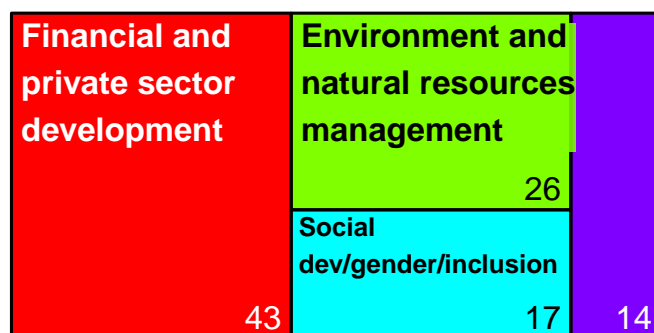 Financial and
private sector
development
43
Environment and
natural resources
management
26
Social
dev/gender/inclusion
17
14